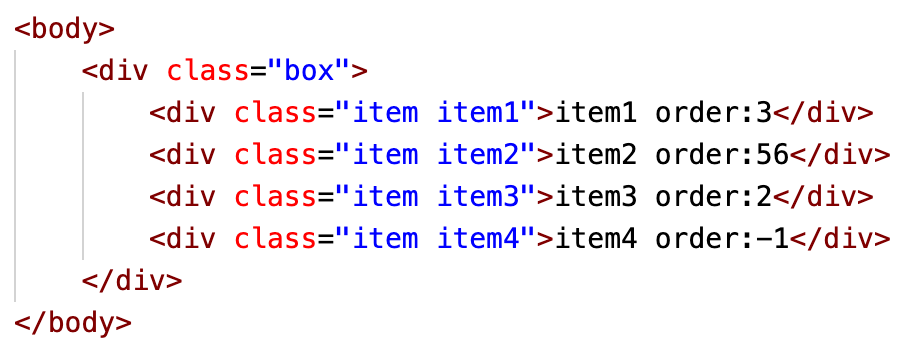 <body>
<div class="box">
<div class="item item1">item1 order:3</div>
<div class="item item2">item2 order:56</div>
<div class="item item3">item3 order:2</div>
<div class="item item4">item4 order:-1</div>
</div>
</body>